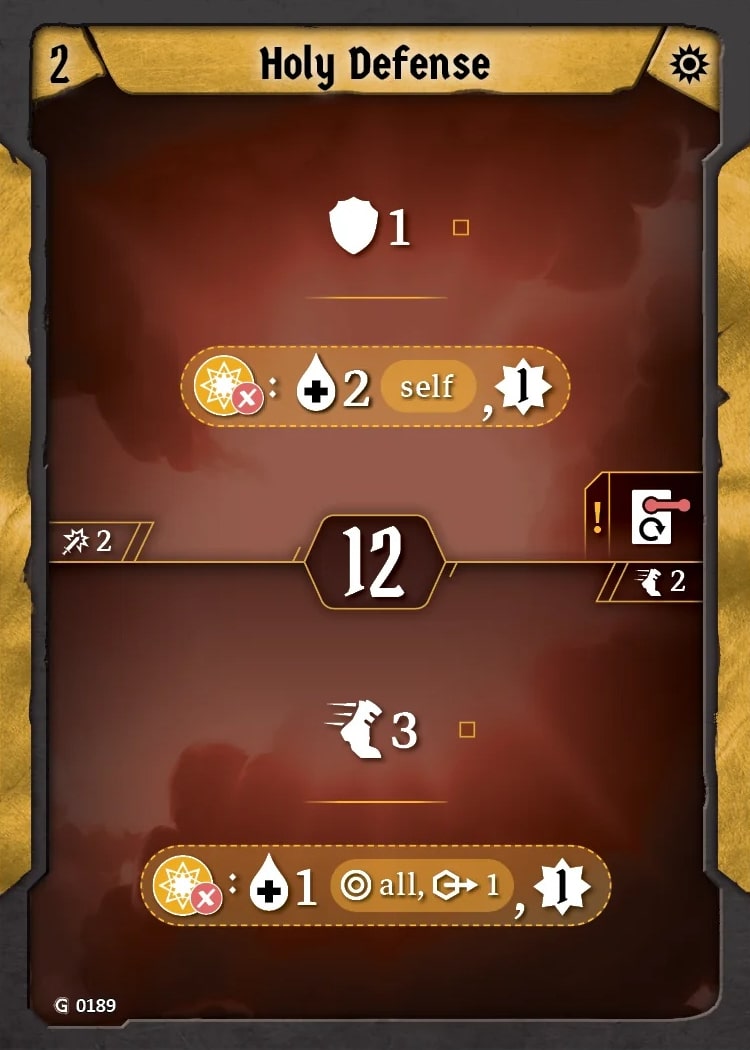 2 Holy Defense
1
: 2 self , 1
2 !
12
2
3
: 1 all, 1 , 1
G 0189